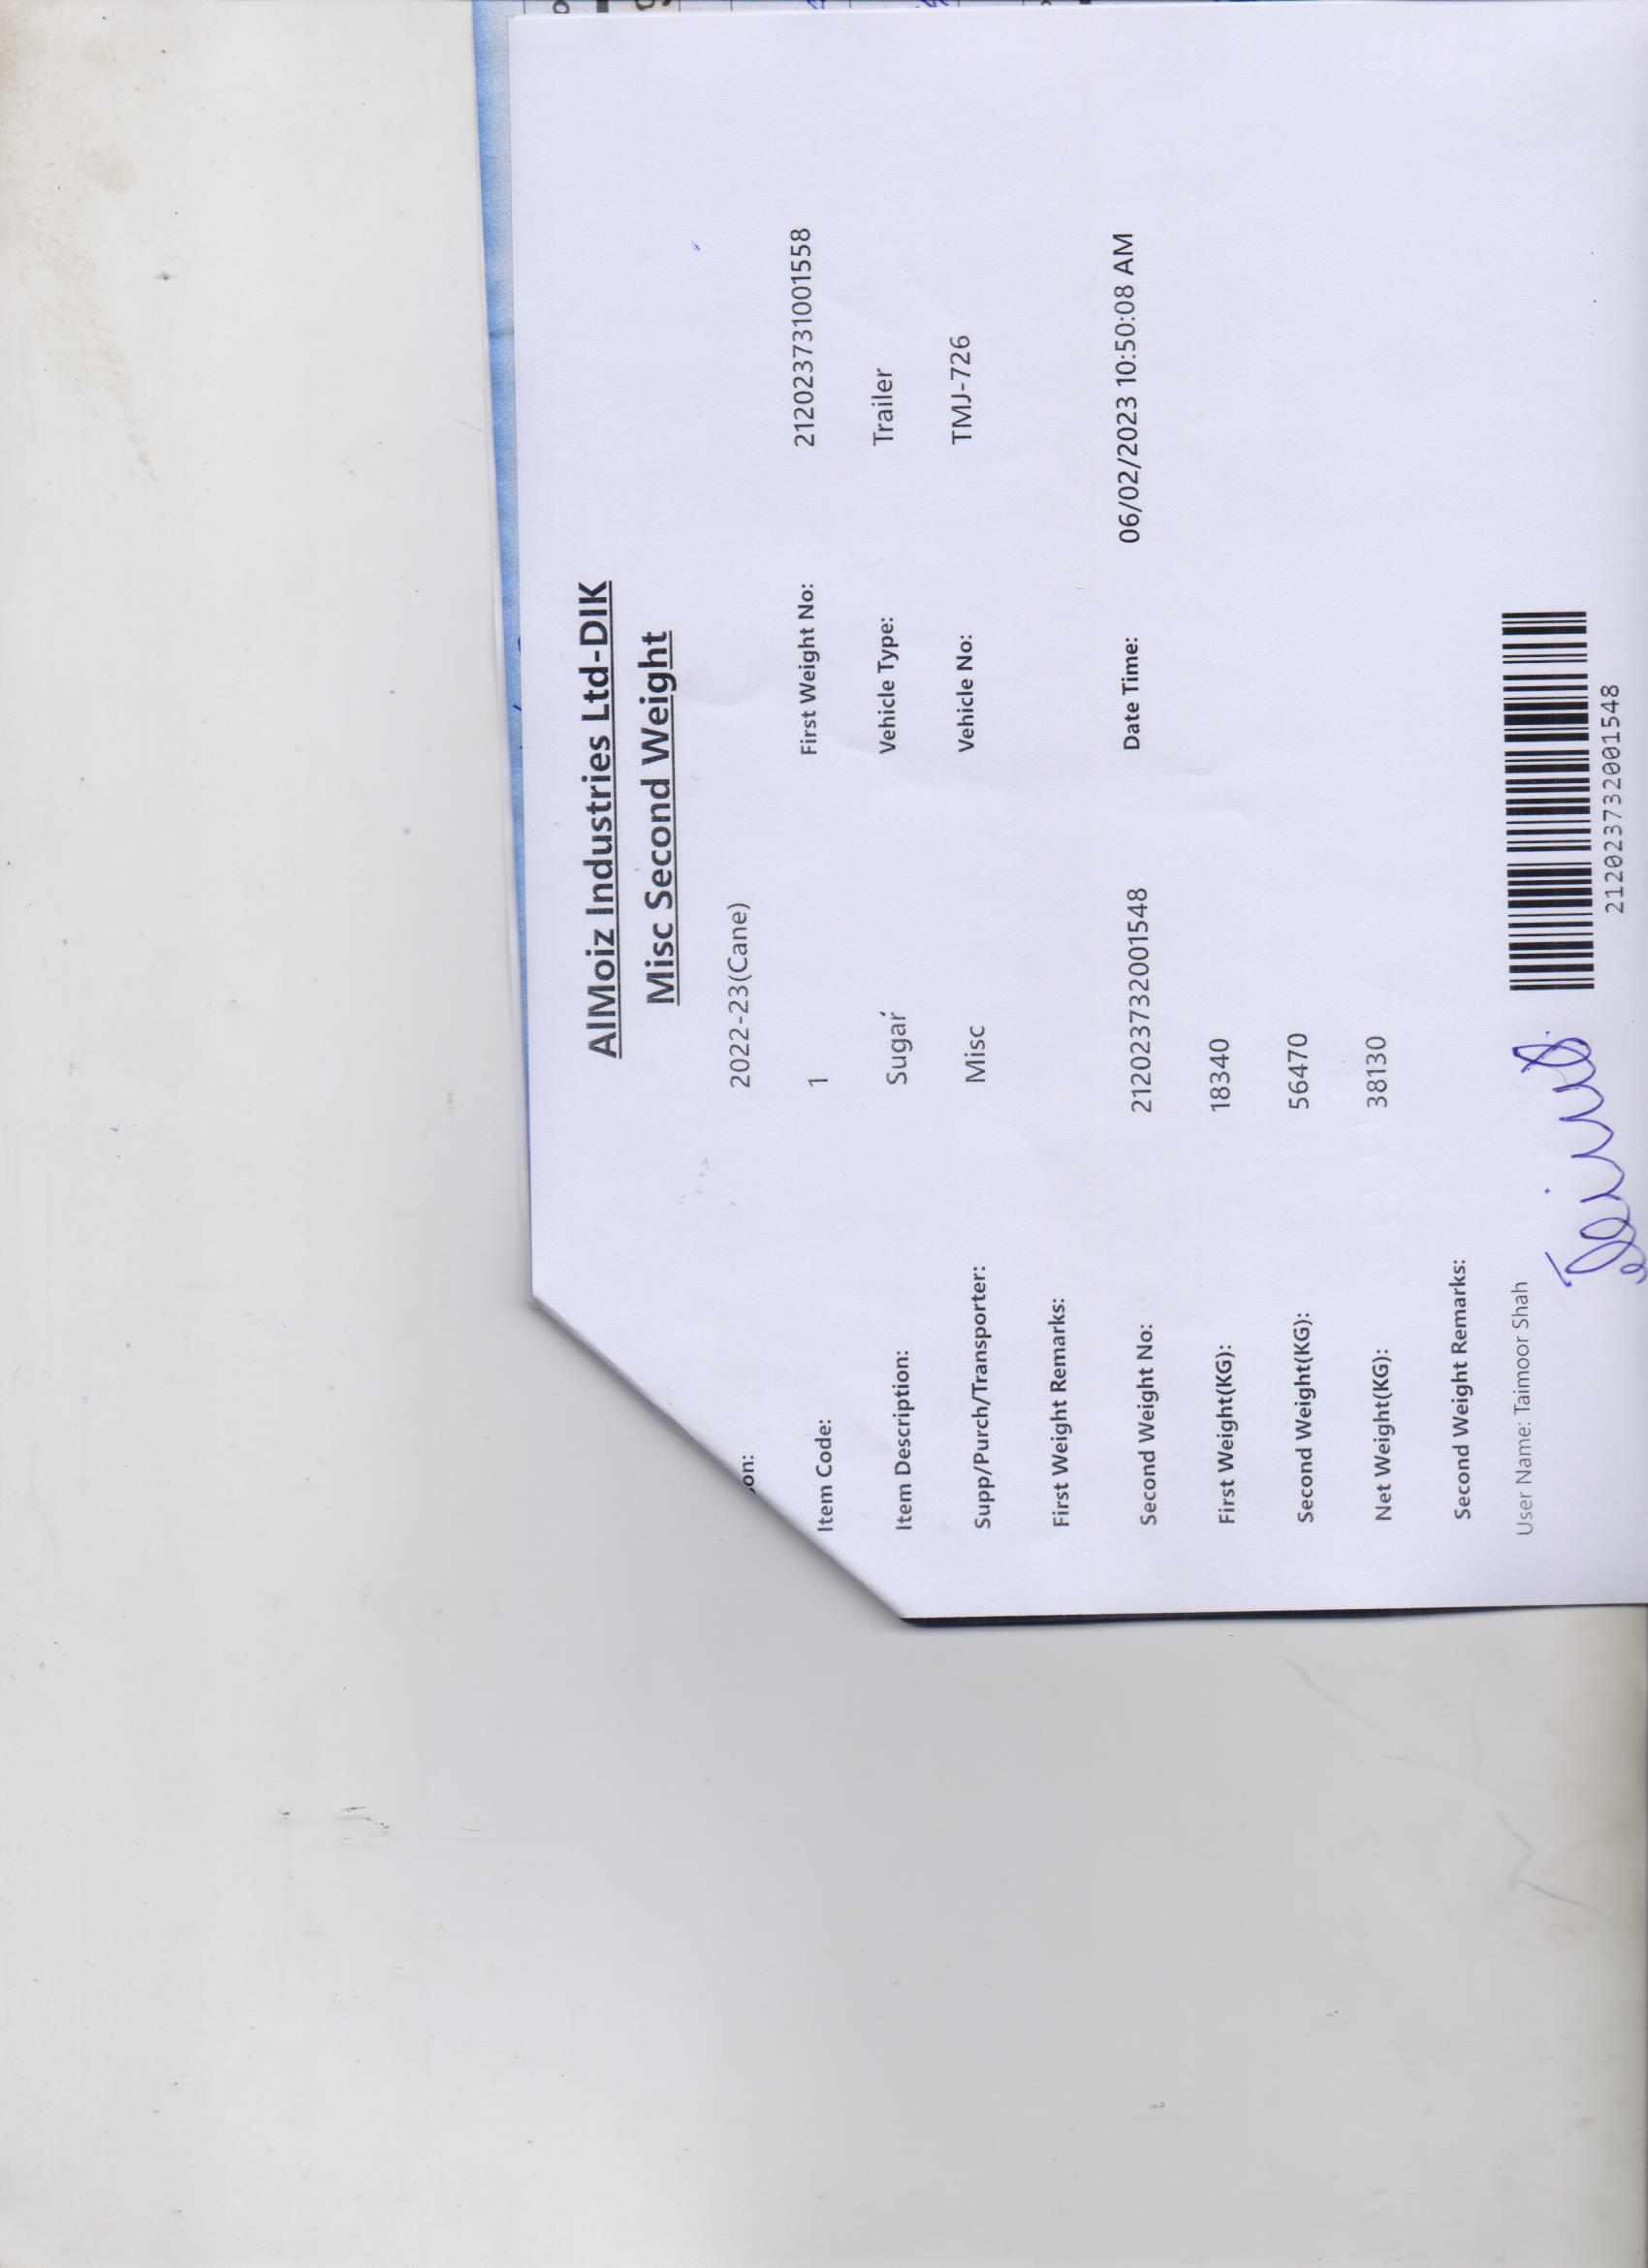 AlMoiz Industries Ltd-DIK
Misc Second Weight
on: 2022-23(Cane)
Item Code: 1 First Weight No: 2120237310015​58
Item Description: Sugar Vehicle Type: Trailer
Supp/Purch/Transporter: Misc Vehicle No: TMJ-726
First Weight Remarks:
Second Weight No: 212023732001548 Date Time: 06/02/2023 10:50:08 AM
First Weight(KG): 18340
Second Weight(KG): 56470
Net Weight(KG): 38130
Second Weight Remarks:
User Name: Taimoor Shah
212023732001548